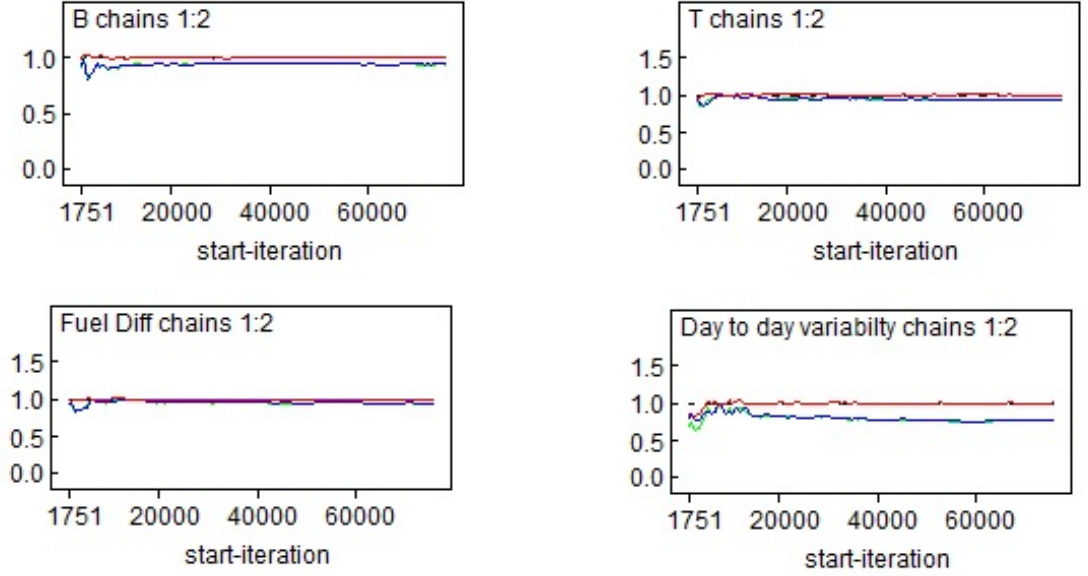 B chains 1:2
1.0
0.5
0.0
1751 20000 40000 60000
start-iteration
T chains 1:2
1.5
1.0
0.5
0.0
1751 20000 40000 60000
start-iteration
Fuel Diff chains 1:2
1.5
1.0
0.5
0.0
1751 20000 40000 60000
start-iteration
Day to day variabilty chains 1:2
1.5
1.0
0.5
0.0
1751 20000 40000 60000
start-iteration